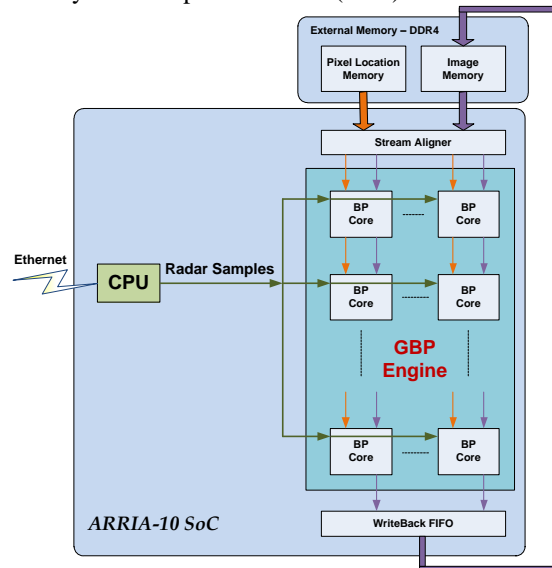 External Memory – DDR4
Pixel Location
Memory
Image
Memory
Stream Aligner
BP
Core
BP
Core
Ethernet
CPU
Radar Samples
BP
Core
BP
Core
GBP
Engine
BP
Core
BP
Core
ARRIA-10 SoC
WriteBack FIFO